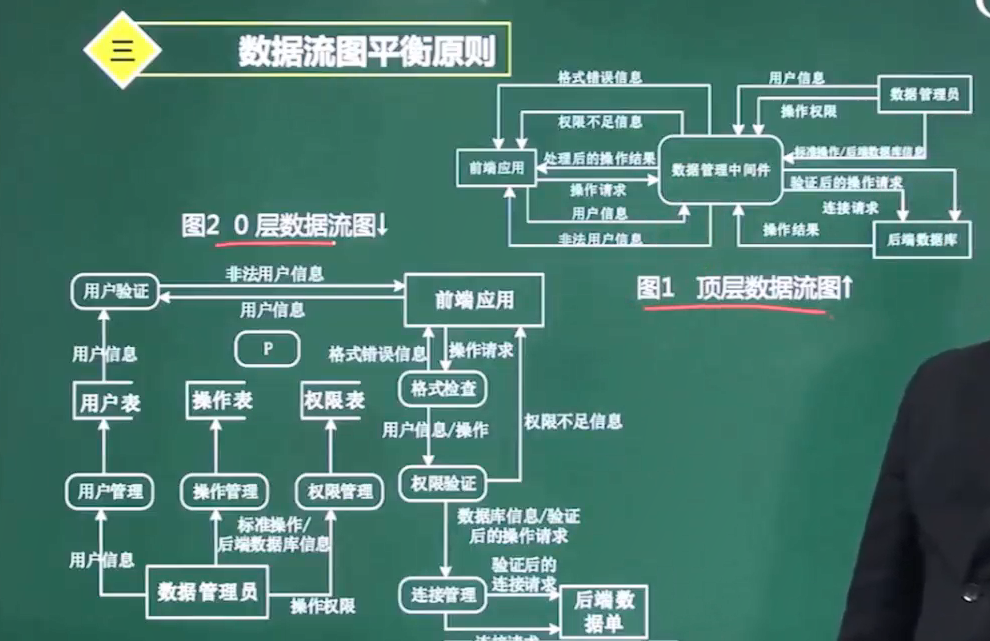 三
数据流图平衡原则
格式错误信息
用户信息
数据管理员
操作权限
权限不足信息
标准操作/后端数据库信息
前端应用
处理后的操作结果
数据管理中间件
操作请求
验证后的操作请求
用户信息
连接请求
非法用户信息
操作结果
后端数据库
图2 0 层数据流图↓
图1 顶层数据流图↑
用户验证
非法用户信息
前端应用
用户信息
P
用户信息
格式错误信息
操作请求
格式检查
用户表
操作表
权限表
用户信息/操作
权限不足信息
用户管理
操作管理
权限管理
权限验证
标准操作/
后端数据库信息
数据库信息/验证
后的操作请求
用户信息
验证后的
连接请求
数据管理员
操作权限
连接管理
后端数
据单
连接请求